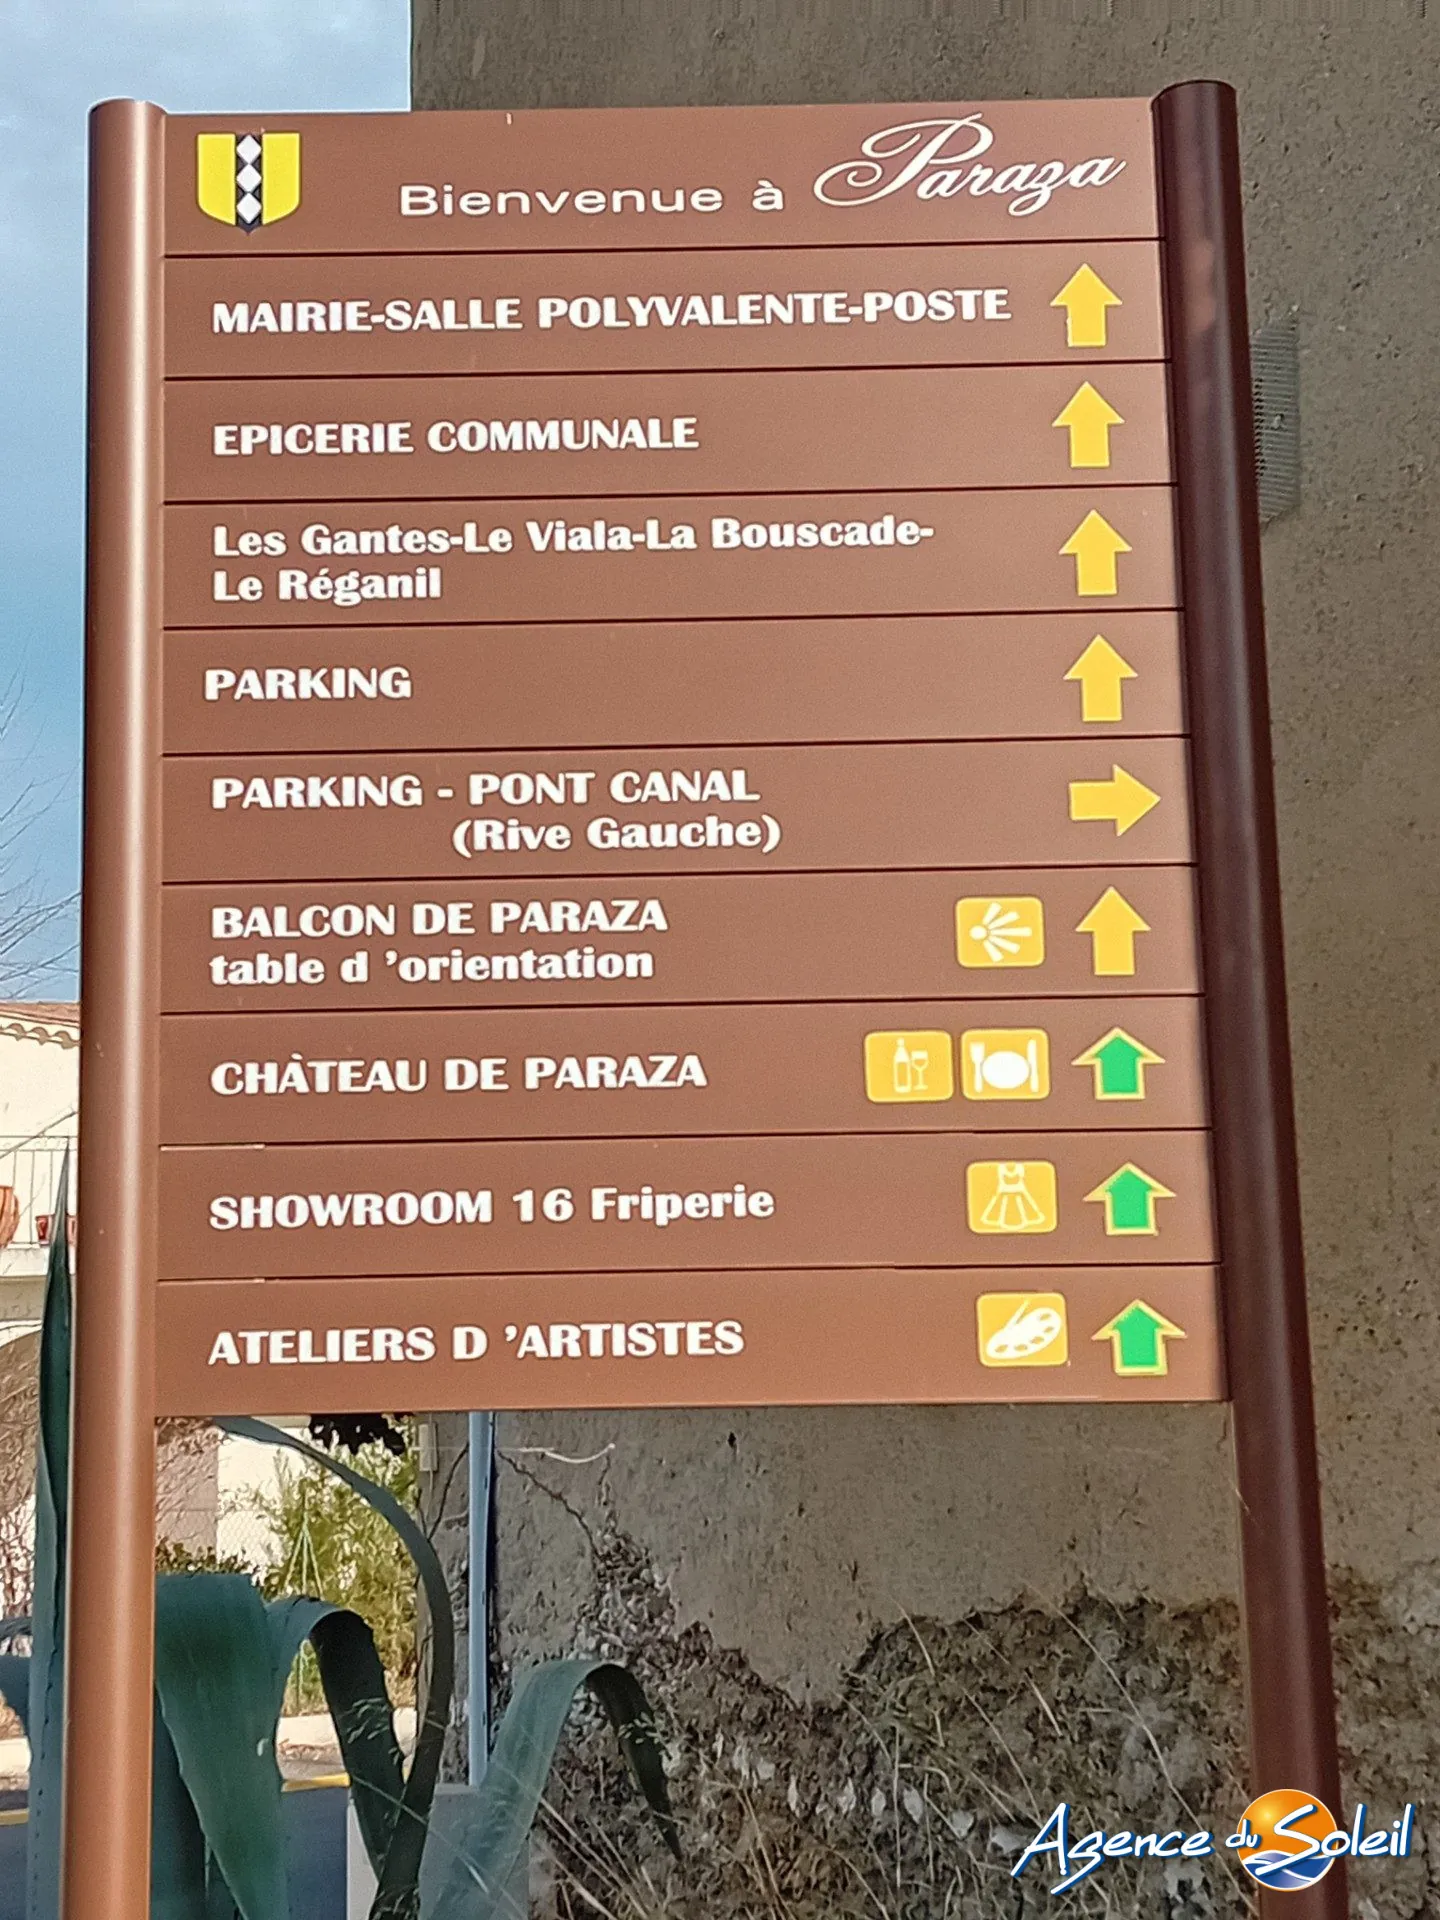 Bienvenue à Paraza
MAIRIE-SALLE POLYVALENTE-POSTE
EPICERIE COMMUNALE
Les Gantes-Le Viala-La Bouscade-
Le Réganil
PARKING
PARKING - PONT CANAL
(Rive Gauche)
BALCON DE PARAZA
table d ’orientation
CHÀTEAU DE PARAZA
SHOWROOM 16 Friperie
ATELIERS D ’ARTISTES
Agence du Soleil